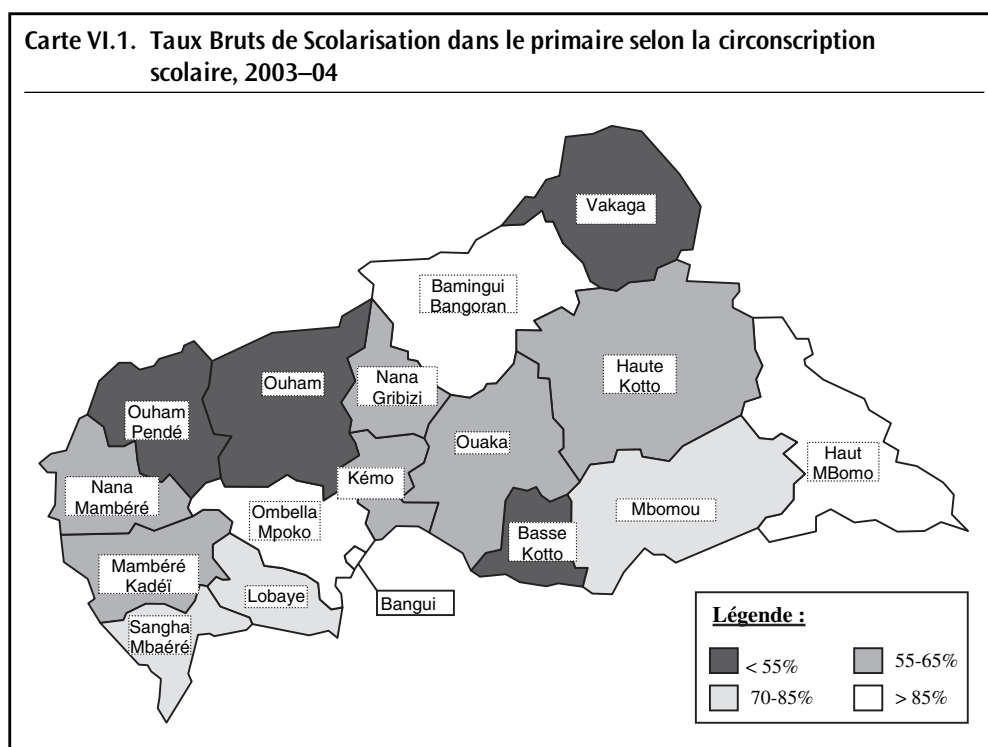 Carte VI.1. Taux Bruts de Scolarisation dans le primaire selon la circonscription
scolaire, 2003–04
Vakaga
Bamingui
Bangoran
Ouham
Nana
Gribizi
Haute
Kotto
Ouham
Pendé
Ouaka
Haut
MBomo
Kémo
Nana
Mambéré
Ombella
Mpoko
Mbomou
Basse
Kotto
Mambéré
Kadéï
Lobaye
Bangui
Sangha
Mbaéré
Légende :
< 55%
55-65%
70-85%
> 85%